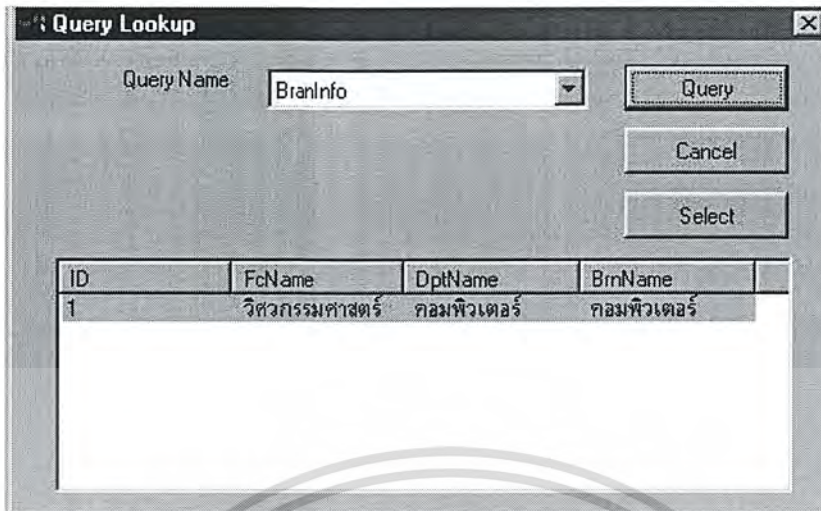 Query Lookup
Query Name BranInfo Query
Cancel
Select
ID FcName DptName BrnName
1 วิศวกรรมศาสตร์ คอมพิวเตอร์ คอมพิวเตอร์